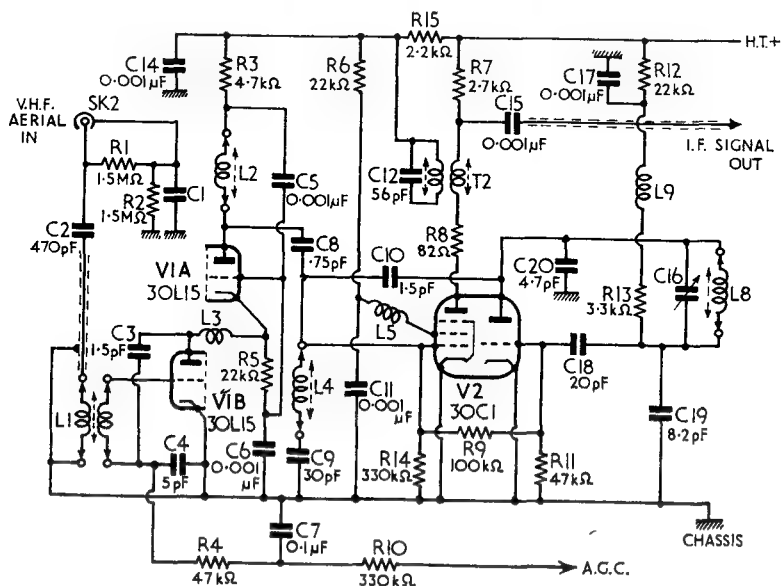 R15
2.2kΩ
H.T.+
C14
0.001μF
R3
4.7kΩ
R6
22kΩ
R7
2.7kΩ
C17
0.001μF
R12
22kΩ
V.H.F.
AERIAL
IN
SK2
C15
0.001μF
I.F. SIGNAL
OUT
R1
1.5MΩ
R2
1.5MΩ
C1
L2
C5
0.001μF
C12
56pF
T2
L9
C2
470pF
C8
.75pF
R8
82Ω
V1A
30L15
C10
1.5pF
C20
4.7pF
C16
L8
L3
R13
3.3kΩ
C3
1.5pF
L5
R5
22kΩ
L4
C18
20pF
V1B
30L15
L1
C11
0.001
μF
V2
30C1
C19
8.2pF
C4
5pF
C6
0.001
μF
C9
30pF
R14
330kΩ
R9
100kΩ
R11
47kΩ
C7
0.1μF
CHASSIS
R4
47kΩ
R10
330kΩ
A.G.C.